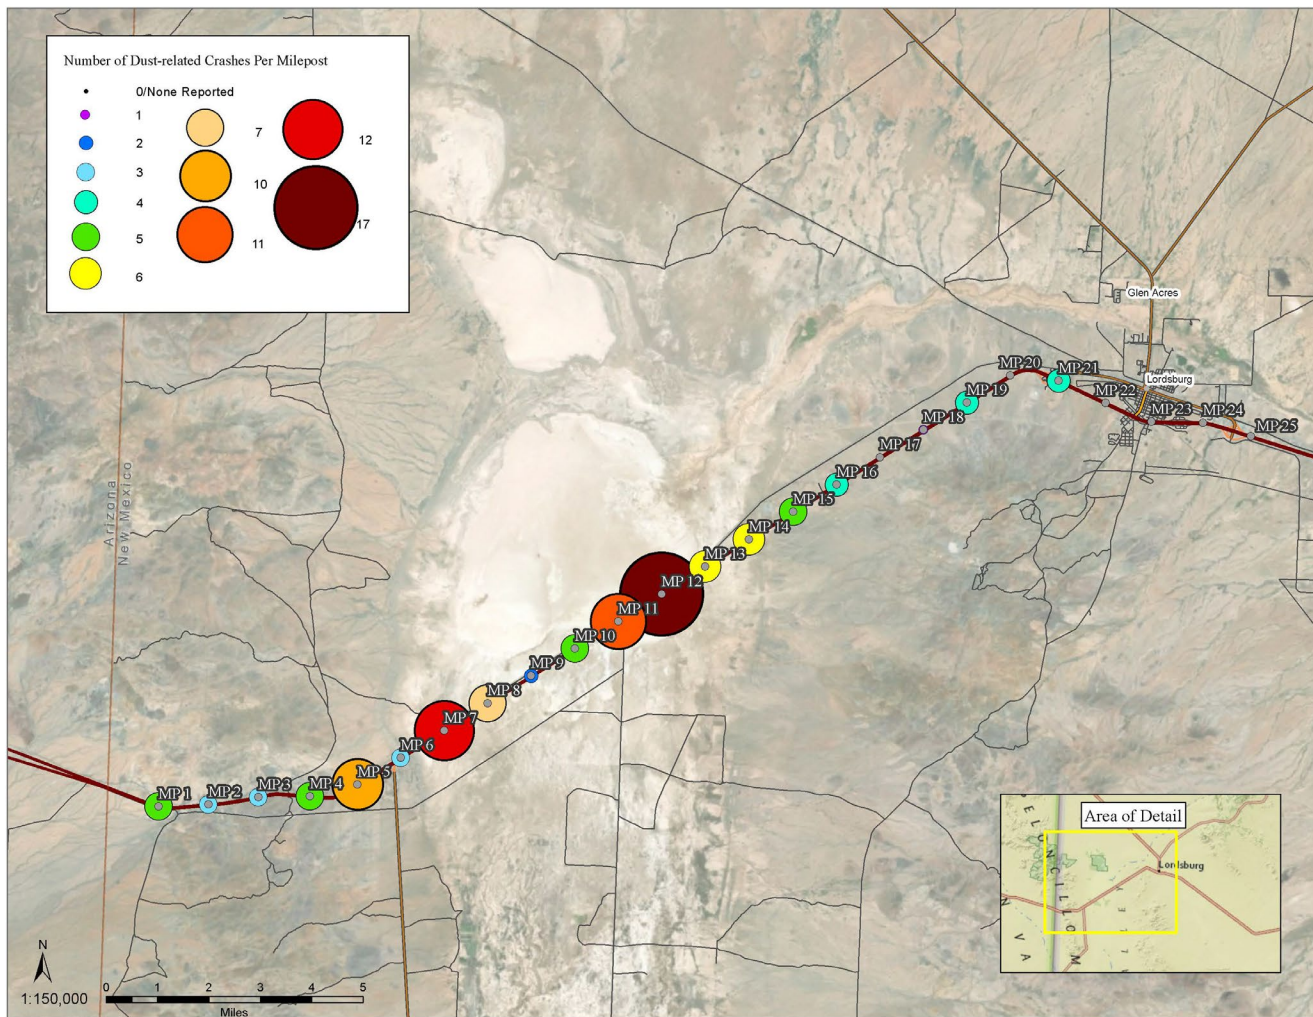 Number of Dust-related Crashes Per Milepost
0/None Reported
1
2
3
4
5
6
7
10
11
12
17
Glen Acres
Lordsburg
MP 20
MP 21
MP 19
MP 22
MP 23
MP 24
MP 25
MP 18
MP 17
MP 16
MP 15
MP 14
MP 13
MP 12
MP 11
MP 10
MP 9
MP 8
MP 7
MP 6
MP 5
MP 4
MP 3
MP 2
MP 1
Arizona
New Mexico
Area of Detail
Lordsburg
PELONCILL
M
V A
N
1:150,000
0 1 2 3 4 5
Miles